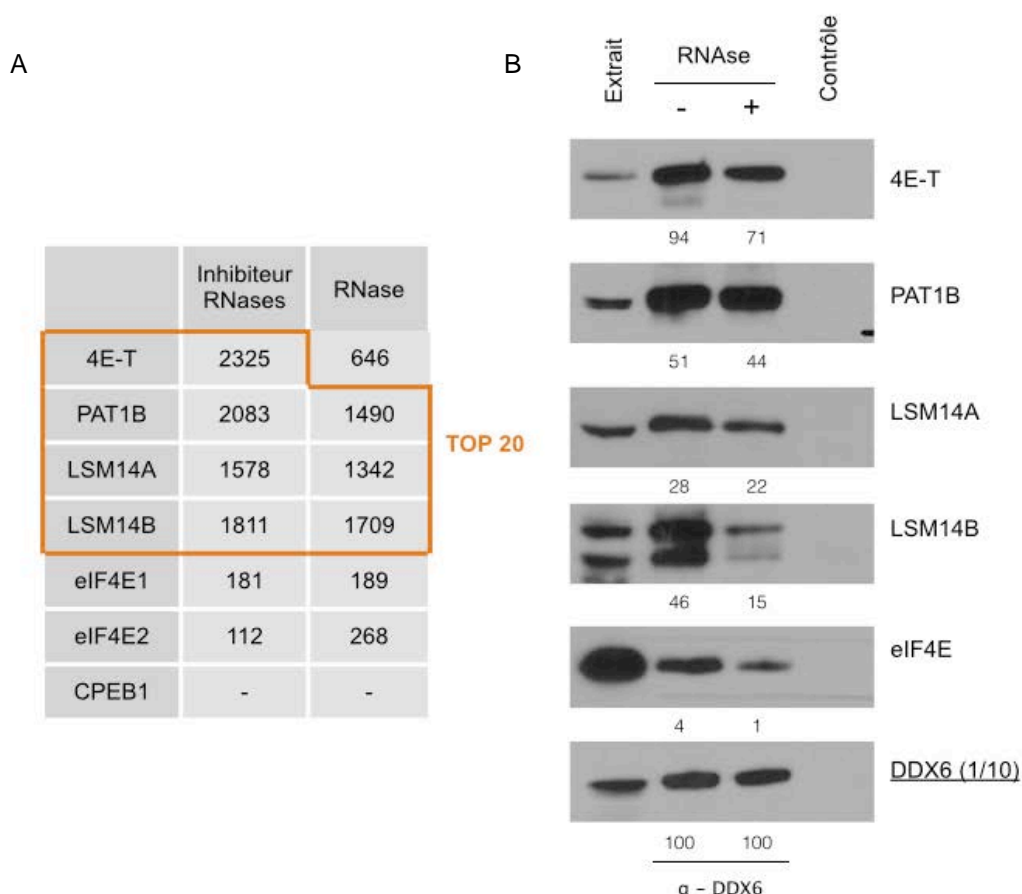 A
Inhibiteur RNases RNase
4E-T 2325 646
PAT1B 2083 1490
LSM14A 1578 1342
LSM14B 1811 1709
eIF4E1 181 189
eIF4E2 112 268
CPEB1 - -
TOP 20
B
Extrait RNAse Contrôle
- +
4E-T
94 71
PAT1B
51 44
LSM14A
28 22
LSM14B
46 15
eIF4E
4 1
DDX6 (1/10)
100 100
α - DDX6